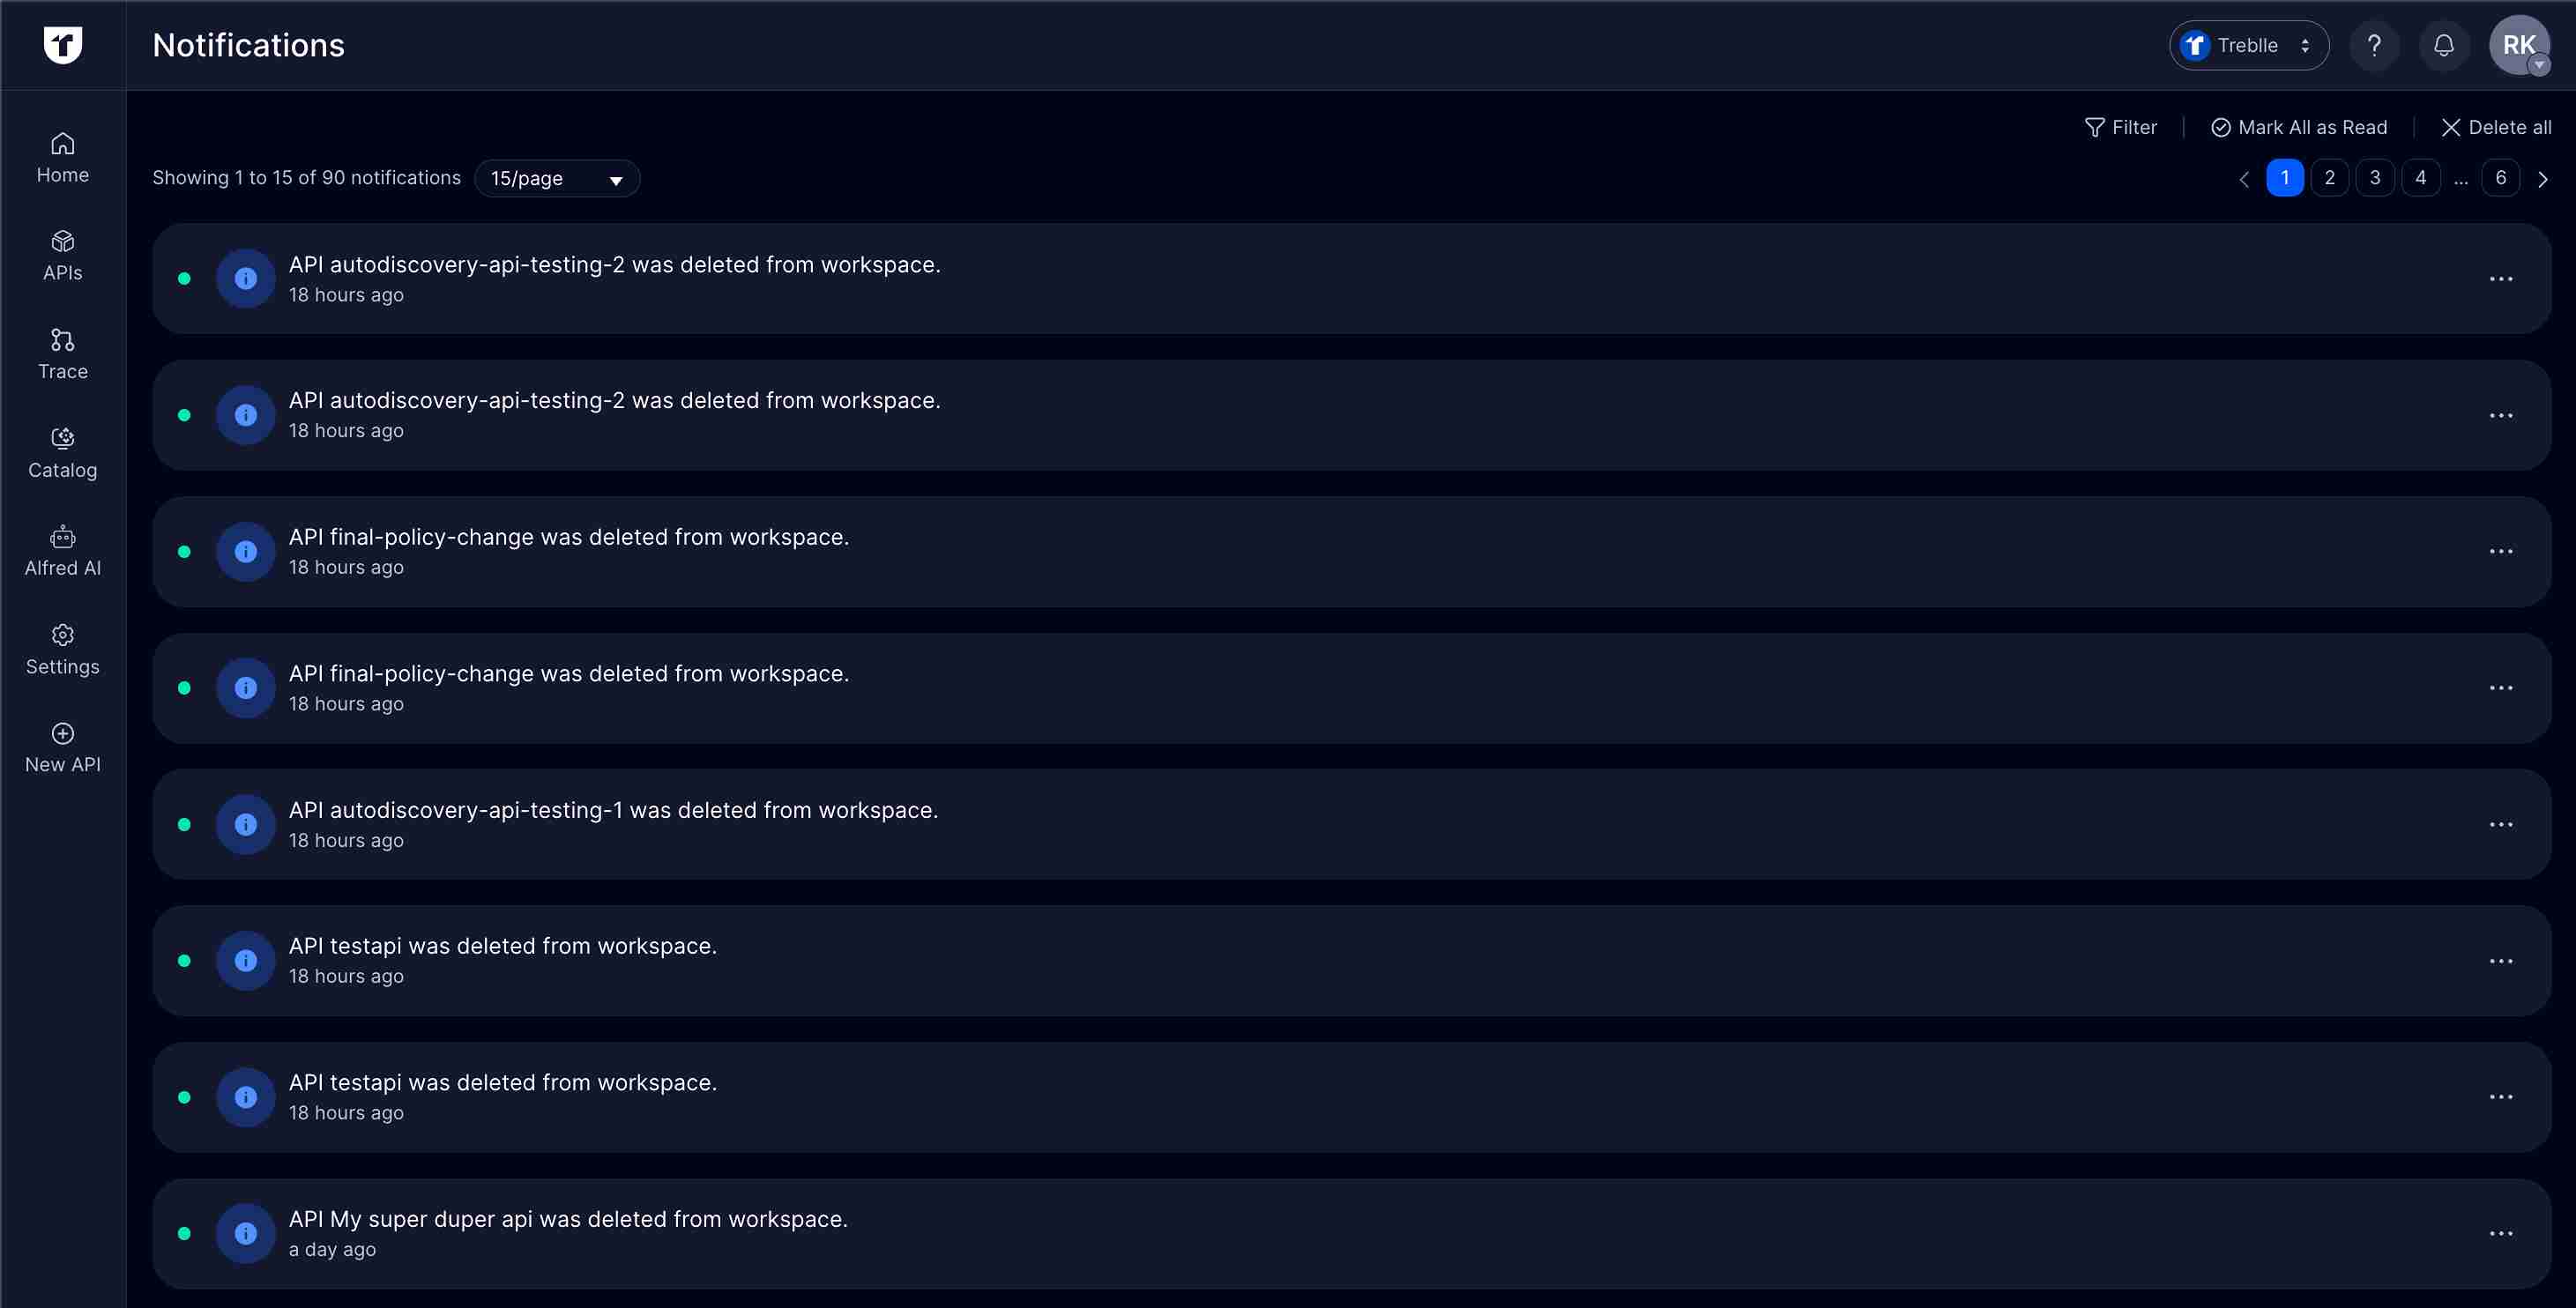 Notifications
Treblle
?
RK
Home
APIs
Trace
Catalog
Alfred AI
Settings
New API
Filter
Mark All as Read
Delete all
Showing 1 to 15 of 90 notifications
15/page
1 2 3 4 ... 6
API autodiscovery-api-testing-2 was deleted from workspace.
18 hours ago
API autodiscovery-api-testing-2 was deleted from workspace.
18 hours ago
API final-policy-change was deleted from workspace.
18 hours ago
API final-policy-change was deleted from workspace.
18 hours ago
API autodiscovery-api-testing-1 was deleted from workspace.
18 hours ago
API testapi was deleted from workspace.
18 hours ago
API testapi was deleted from workspace.
18 hours ago
API My super duper api was deleted from workspace.
a day ago